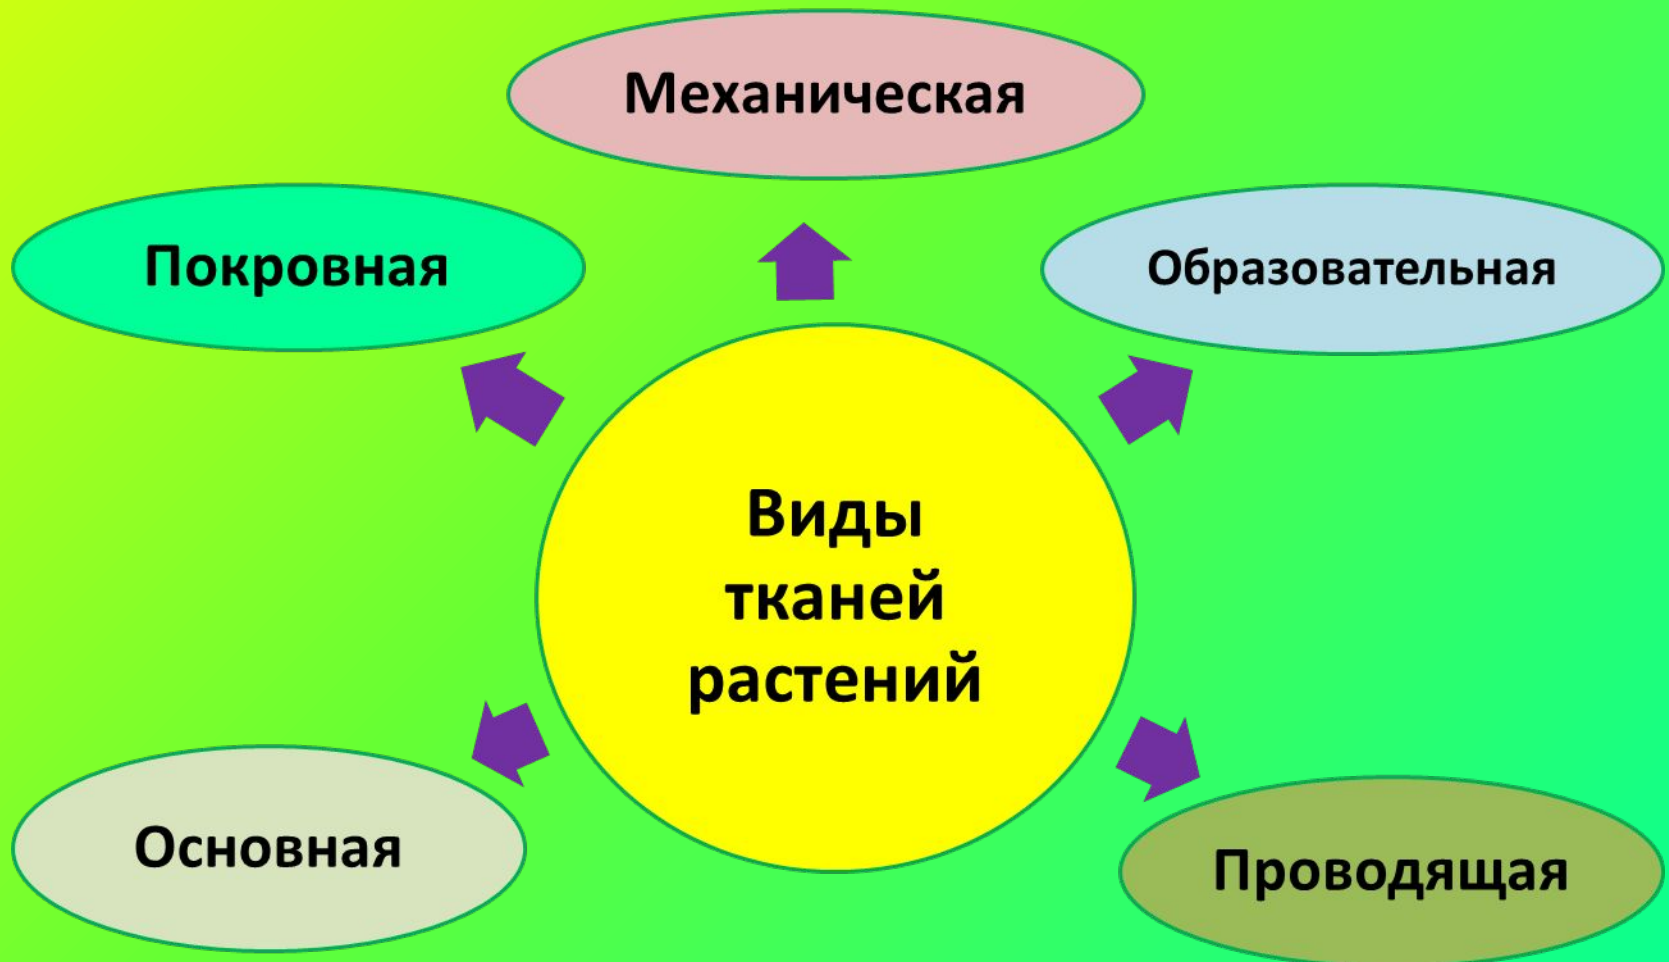 Механическая
Покровная
Образовательная
Виды
тканей
растений
Основная
Проводящая